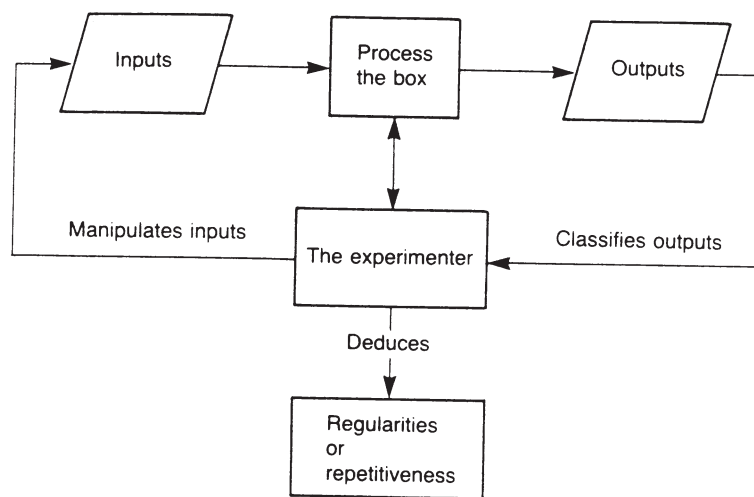 Inputs
Process
the box
Outputs
Manipulates inputs
The experimenter
Classifies outputs
Deduces
Regularities
or
repetitiveness